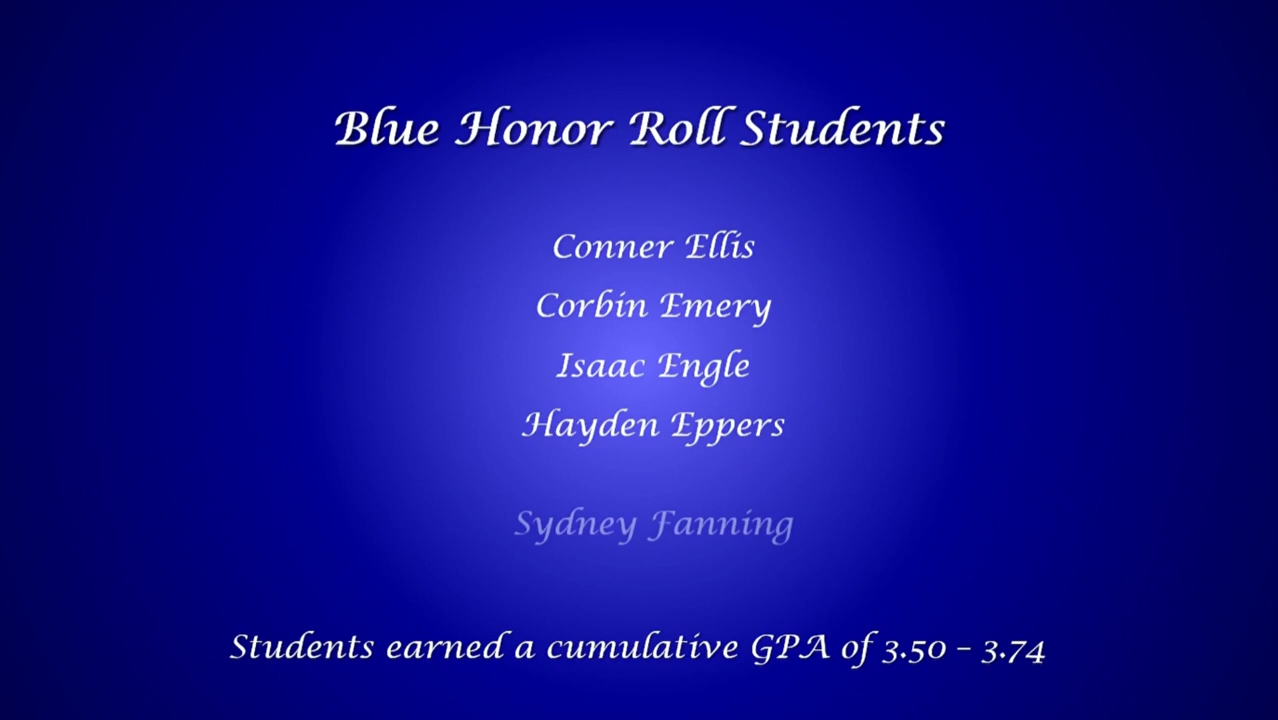 Blue Honor Roll Students
Conner Ellis
Corbin Emery
Isaac Engle
Hayden Eppers
Sydney Fanning
Students earned a cumulative GPA of 3.50 – 3.74